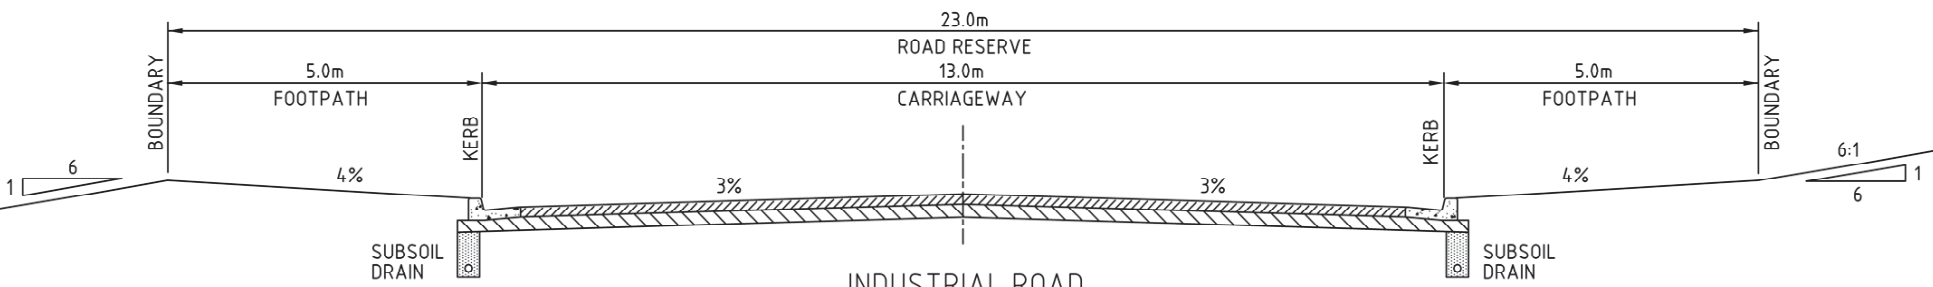 23.0m
ROAD RESERVE
5.0m
13.0m
5.0m
FOOTPATH
CARRIAGEWAY
FOOTPATH
BOUNDARY
KERB
KERB
BOUNDARY
1
6
4%
3%
3%
4%
6:1
1
6
SUBSOIL
DRAIN
SUBSOIL
DRAIN
INDUSTRIAL ROAD